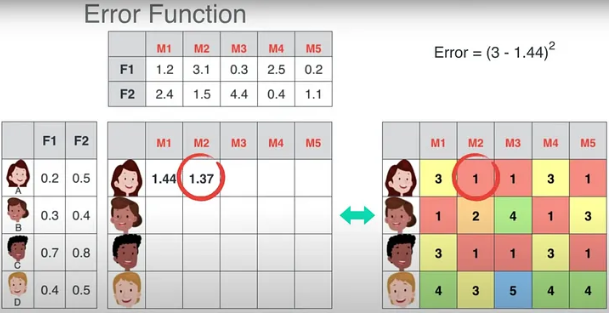 Error Function
M1 M2 M3 M4 M5
F1 1.2 3.1 0.3 2.5 0.2
F2 2.4 1.5 4.4 0.4 1.1
Error = (3 - 1.44)²
F1 F2
A 0.2 0.5
B 0.3 0.4
C 0.7 0.8
D 0.4 0.5
M1 M2 M3 M4 M5
1.44 1.37
M1 M2 M3 M4 M5
3 1 1 3 1
1 2 4 1 3
3 1 1 3 1
4 3 5 4 4